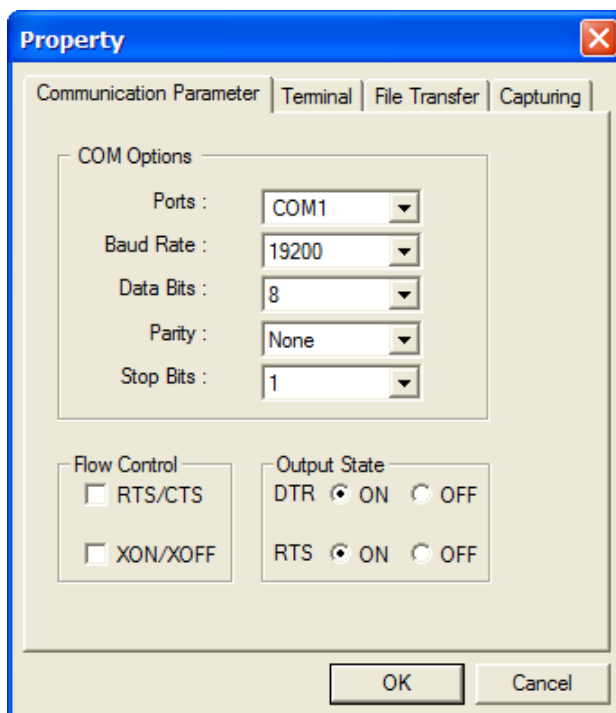 Property
Communication Parameter Terminal File Transfer Capturing
COM Options
Ports : COM1
Baud Rate : 19200
Data Bits : 8
Parity : None
Stop Bits : 1
Flow Control
RTS/CTS
XON/XOFF
Output State
DTR ON OFF
RTS ON OFF
OK Cancel